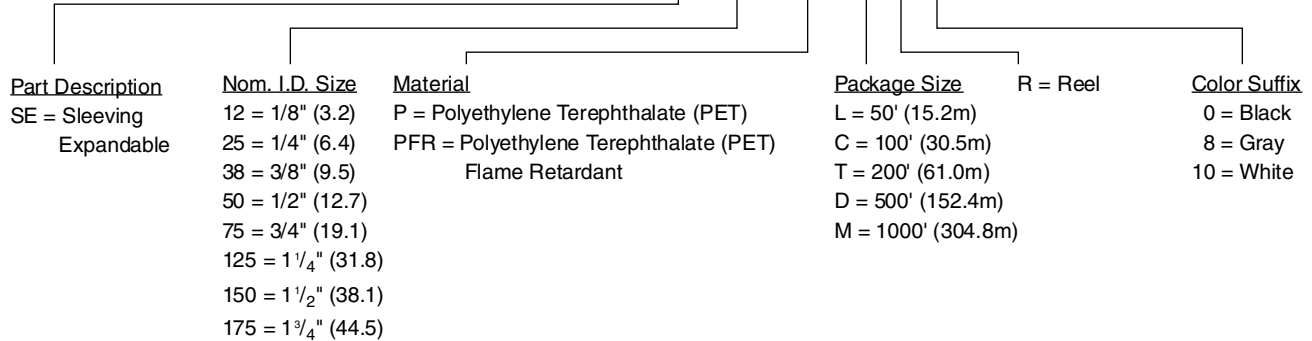 Part Description
SE = Sleeving
Expandable
Nom. I.D. Size
12 = 1/8" (3.2)
25 = 1/4" (6.4)
38 = 3/8" (9.5)
50 = 1/2" (12.7)
75 = 3/4" (19.1)
125 = 1 1/4" (31.8)
150 = 1 1/2" (38.1)
175 = 1 3/4" (44.5)
Material
P = Polyethylene Terephthalate (PET)
PFR = Polyethylene Terephthalate (PET)
Flame Retardant
Package Size
L = 50' (15.2m)
C = 100' (30.5m)
T = 200' (61.0m)
D = 500' (152.4m)
M = 1000' (304.8m)
R = Reel
Color Suffix
0 = Black
8 = Gray
10 = White